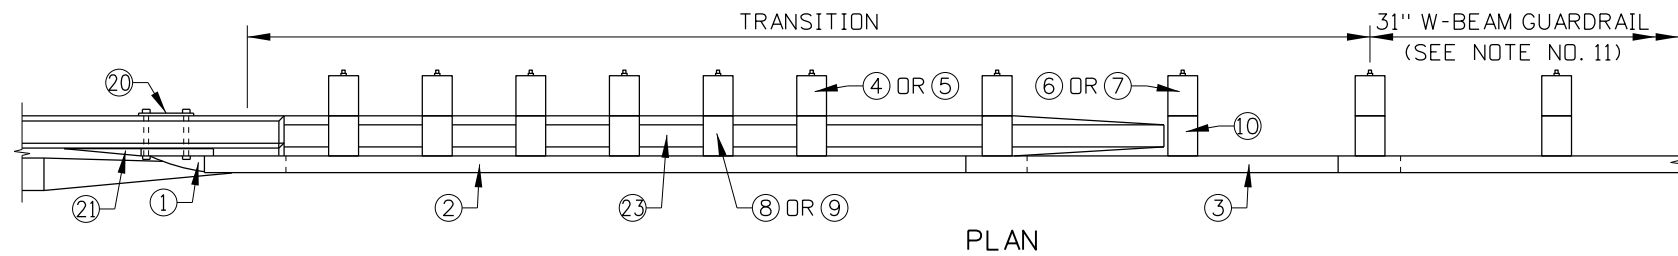 TRANSITION
31" W-BEAM GUARDRAIL
(SEE NOTE NO. 11)
20
4 OR 5
6 OR 7
10
21
1
2
23
8 OR 9
3
PLAN